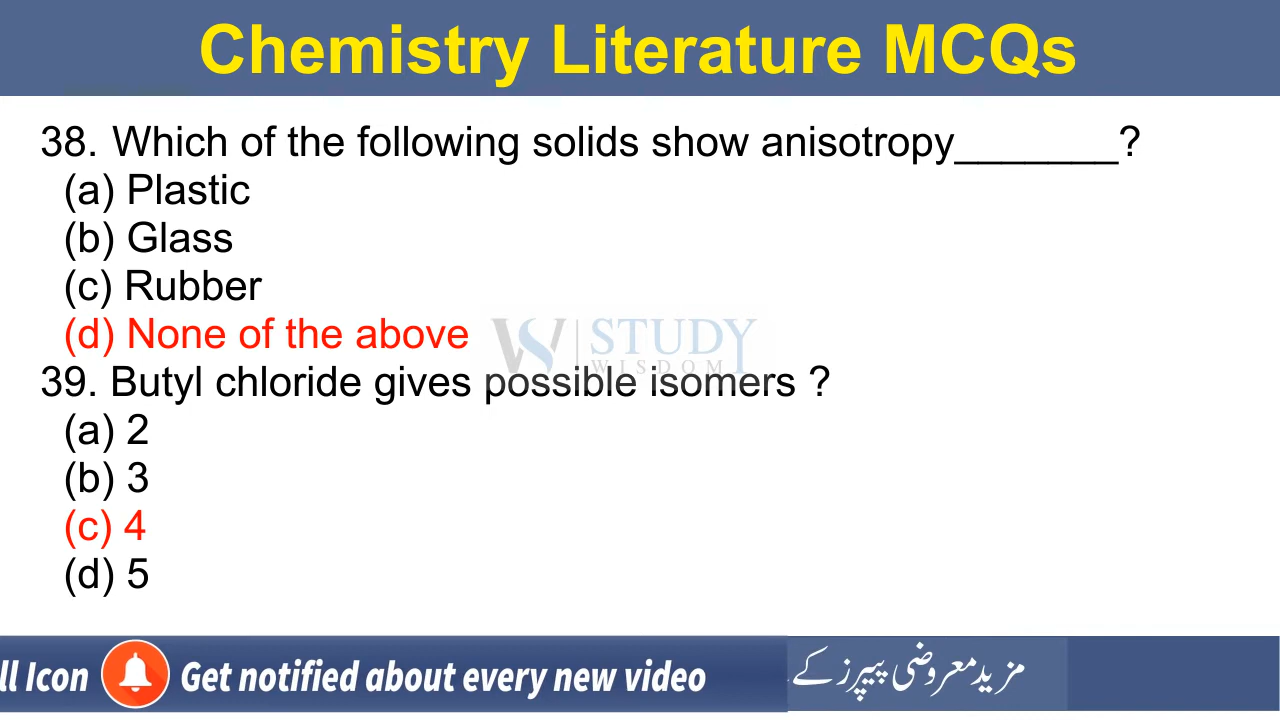 Chemistry Literature MCQs
38. Which of the following solids show anisotropy_______?
(a) Plastic
(b) Glass
(c) Rubber
(d) None of the above
WS STUDY
WISDOM
39. Butyl chloride gives possible isomers ?
(a) 2
(b) 3
(c) 4
(d) 5
ll Icon Get notified about every new video
مزید معروضی پیپرز کے